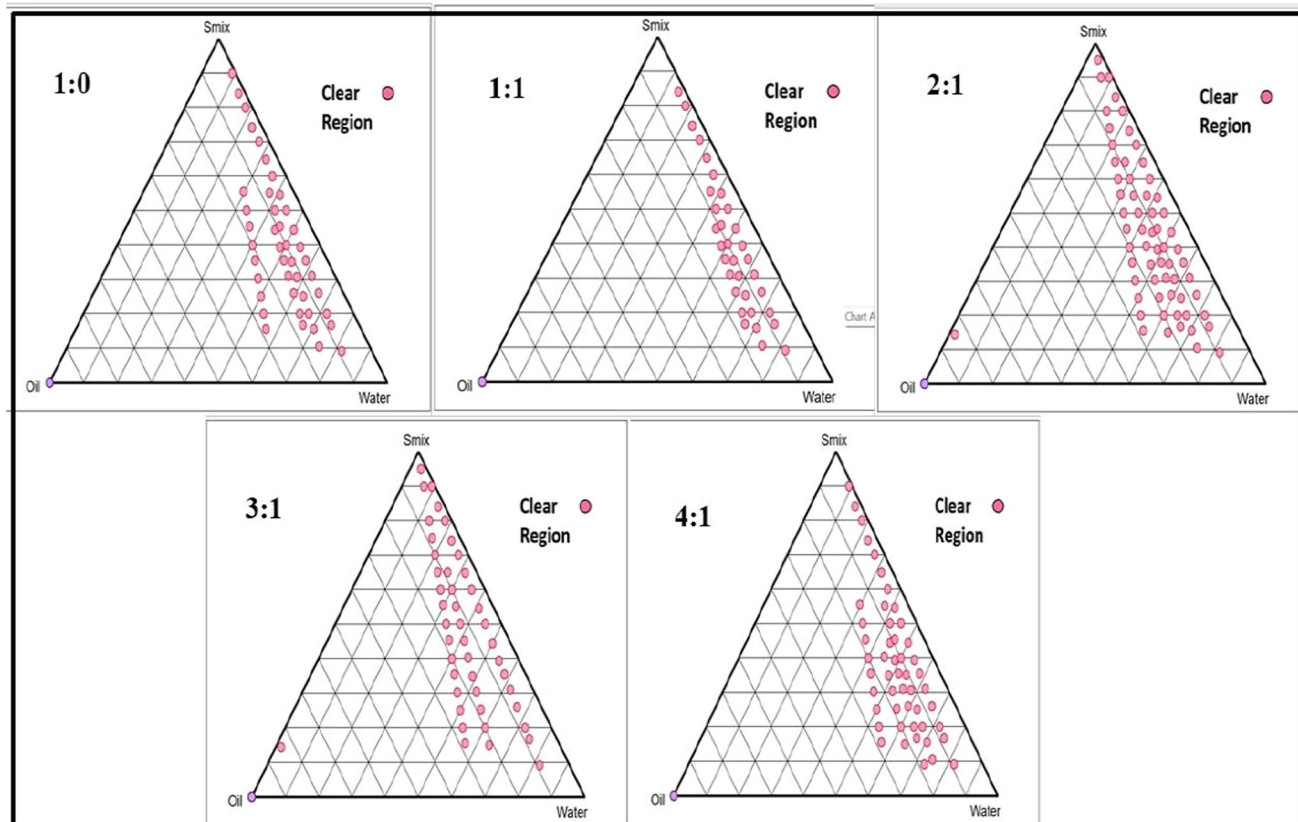 Smix
1:0
Clear
Region
Oil
Water
Smix
1:1
Clear
Region
Chart A
Oil
Water
Smix
2:1
Clear
Region
Oil
Water
Smix
3:1
Clear
Region
Oil
Water
Smix
4:1
Clear
Region
Oil
Water